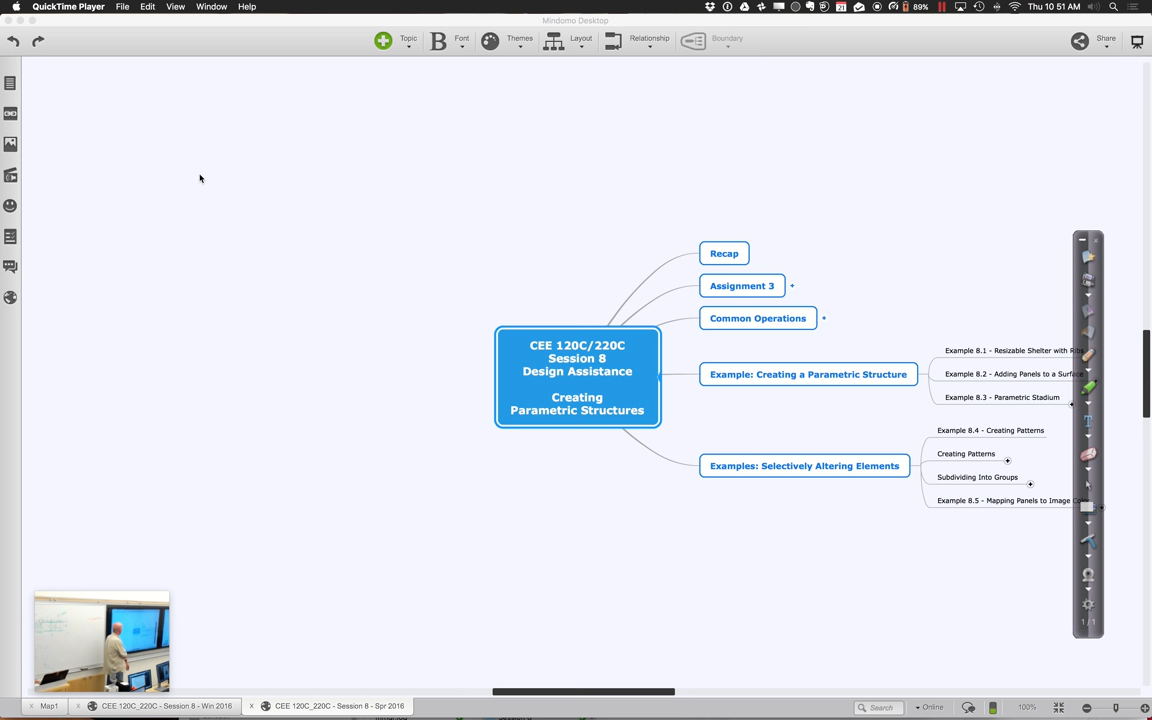 QuickTime Player File Edit View Window Help
21 89% Thu 10 51 AM
Mindomo Desktop
Topic Font Themes Layout Relationship Boundary Share
Recap
Assignment 3
Common Operations
CEE 120C/220C
Session 8
Design Assistance
Creating
Parametric Structures
Example: Creating a Parametric Structure
Example 8.1 - Resizable Shelter with Ribs
Example 8.2 - Adding Panels to a Surface
Example 8.3 - Parametric Stadium
Examples: Selectively Altering Elements
Example 8.4 - Creating Patterns
Creating Patterns
Subdividing Into Groups
Example 8.5 - Mapping Panels to Image
1 / 1
Map1 CEE 120C_220C - Session 8 - Win 2016 CEE 120C_220C - Session 8 - Spr 2016
Search Online 100%